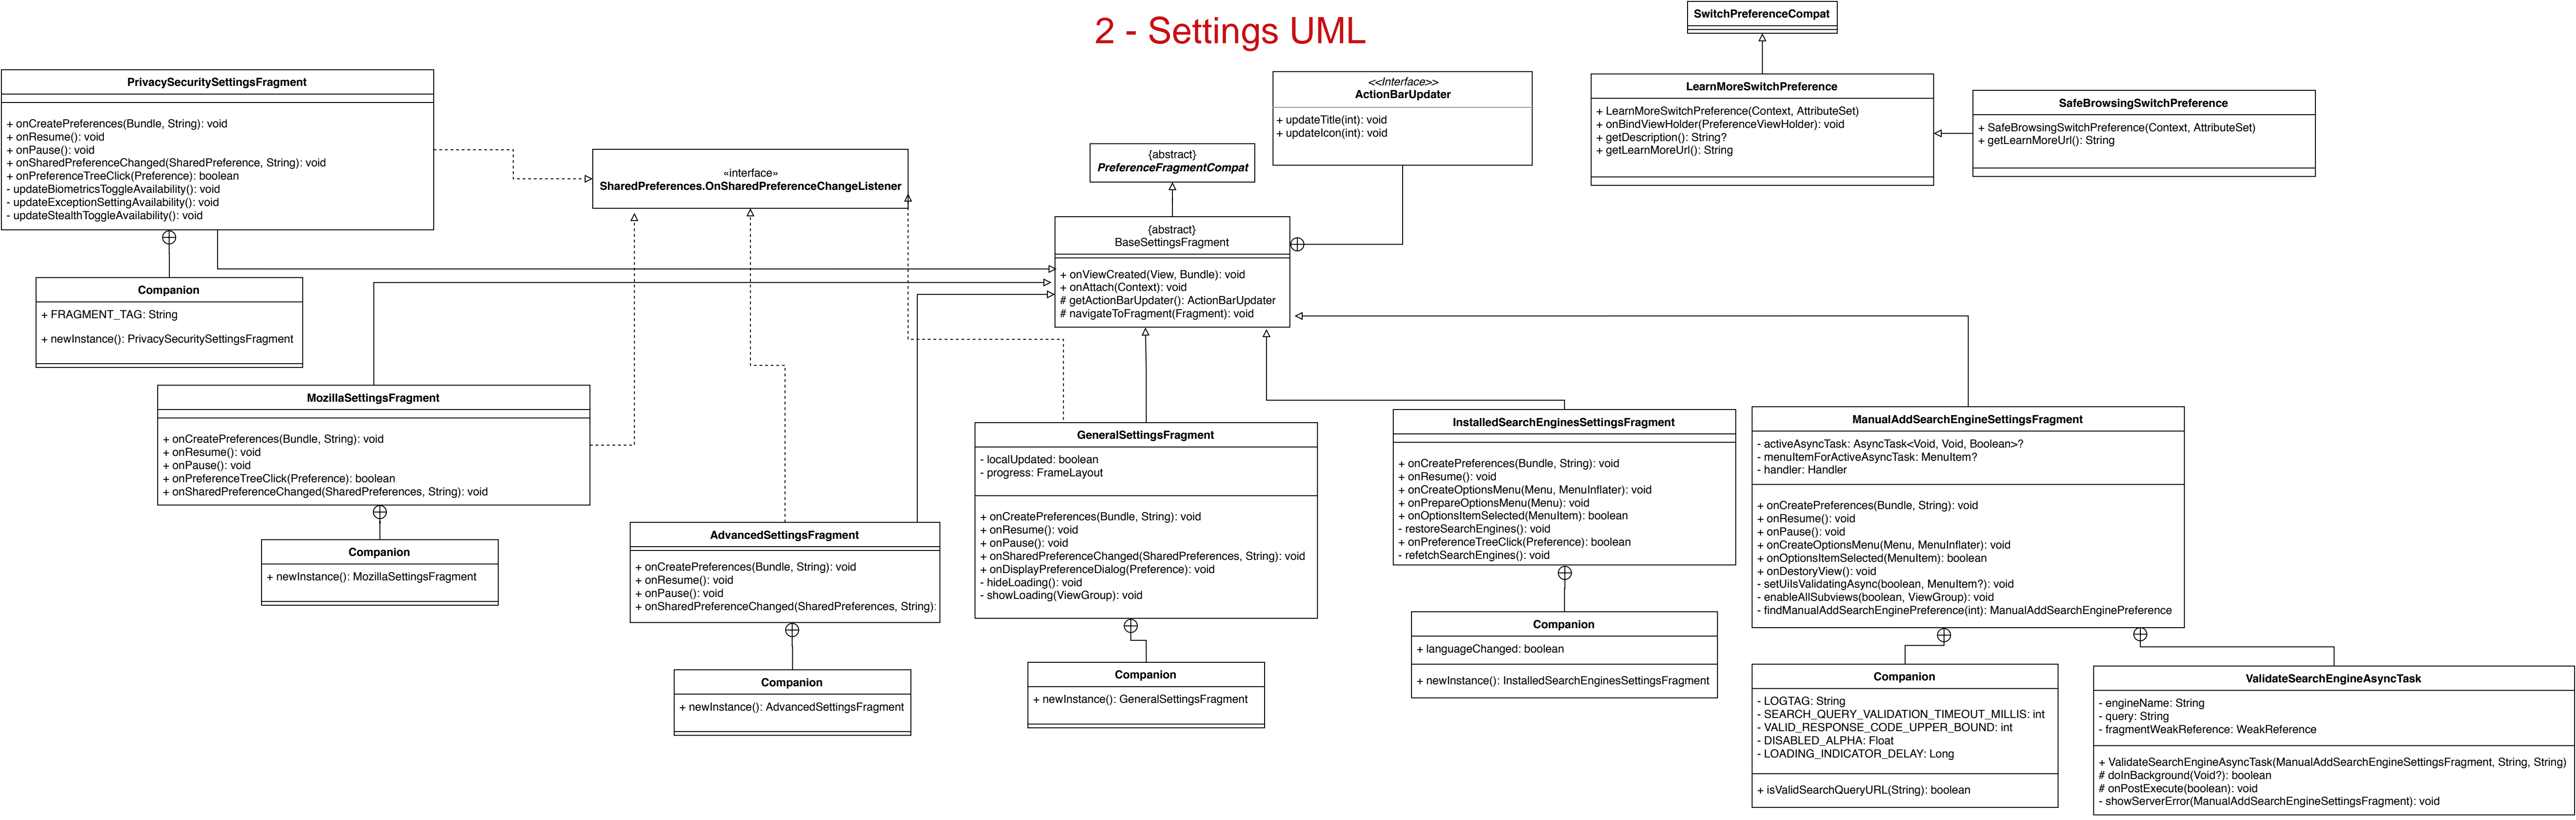 2 - Settings UML
SwitchPreferenceCompat
PrivacySecuritySettingsFragment
+ onCreatePreferences(Bundle, String): void
+ onResume(): void
+ onPause(): void
+ onSharedPreferenceChanged(SharedPreference, String): void
+ onPreferenceTreeClick(Preference): boolean
- updateBiometricsToggleAvailability(): void
- updateExceptionSettingAvailability(): void
- updateStealthToggleAvailability(): void
Companion
+ FRAGMENT_TAG: String
+ newInstance(): PrivacySecuritySettingsFragment
«interface»
SharedPreferences.OnSharedPreferenceChangeListener
{abstract}
PreferenceFragmentCompat
<<Interface>>
ActionBarUpdater
+ updateTitle(int): void
+ updateIcon(int): void
{abstract}
BaseSettingsFragment
+ onViewCreated(View, Bundle): void
+ onAttach(Context): void
# getActionBarUpdater(): ActionBarUpdater
# navigateToFragment(Fragment): void
LearnMoreSwitchPreference
+ LearnMoreSwitchPreference(Context, AttributeSet)
+ onBindViewHolder(PreferenceViewHolder): void
+ getDescription(): String?
+ getLearnMoreUrl(): String
SafeBrowsingSwitchPreference
+ SafeBrowsingSwitchPreference(Context, AttributeSet)
+ getLearnMoreUrl(): String
MozillaSettingsFragment
+ onCreatePreferences(Bundle, String): void
+ onResume(): void
+ onPause(): void
+ onPreferenceTreeClick(Preference): boolean
+ onSharedPreferenceChanged(SharedPreferences, String): void
Companion
+ newInstance(): MozillaSettingsFragment
AdvancedSettingsFragment
+ onCreatePreferences(Bundle, String): void
+ onResume(): void
+ onPause(): void
+ onSharedPreferenceChanged(SharedPreferences, String):
Companion
+ newInstance(): AdvancedSettingsFragment
GeneralSettingsFragment
- localUpdated: boolean
- progress: FrameLayout
+ onCreatePreferences(Bundle, String): void
+ onResume(): void
+ onPause(): void
+ onSharedPreferenceChanged(SharedPreferences, String): void
+ onDisplayPreferenceDialog(Preference): void
- hideLoading(): void
- showLoading(ViewGroup): void
Companion
+ newInstance(): GeneralSettingsFragment
InstalledSearchEnginesSettingsFragment
+ onCreatePreferences(Bundle, String): void
+ onResume(): void
+ onCreateOptionsMenu(Menu, MenuInflater): void
+ onPrepareOptionsMenu(Menu): void
+ onOptionsItemSelected(MenuItem): boolean
- restoreSearchEngines(): void
+ onPreferenceTreeClick(Preference): boolean
- refetchSearchEngines(): void
Companion
+ languageChanged: boolean
+ newInstance(): InstalledSearchEnginesSettingsFragment
ManualAddSearchEngineSettingsFragment
- activeAsyncTask: AsyncTask<Void, Void, Boolean>?
- menuItemForActiveAsyncTask: MenuItem?
- handler: Handler
+ onCreatePreferences(Bundle, String): void
+ onResume(): void
+ onPause(): void
+ onCreateOptionsMenu(Menu, MenuInflater): void
+ onOptionsItemSelected(MenuItem): boolean
+ onDestoryView(): void
- setUiIsValidatingAsync(boolean, MenuItem?): void
- enableAllSubviews(boolean, ViewGroup): void
- findManualAddSearchEnginePreference(int): ManualAddSearchEnginePreference
Companion
- LOGTAG: String
- SEARCH_QUERY_VALIDATION_TIMEOUT_MILLIS: int
- VALID_RESPONSE_CODE_UPPER_BOUND: int
- DISABLED_ALPHA: Float
- LOADING_INDICATOR_DELAY: Long
+ isValidSearchQueryURL(String): boolean
ValidateSearchEngineAsyncTask
- engineName: String
- query: String
- fragmentWeakReference: WeakReference
+ ValidateSearchEngineAsyncTask(ManualAddSearchEngineSettingsFragment, String, String)
# doInBackground(Void?): boolean
# onPostExecute(boolean): void
- showServerError(ManualAddSearchEngineSettingsFragment): void